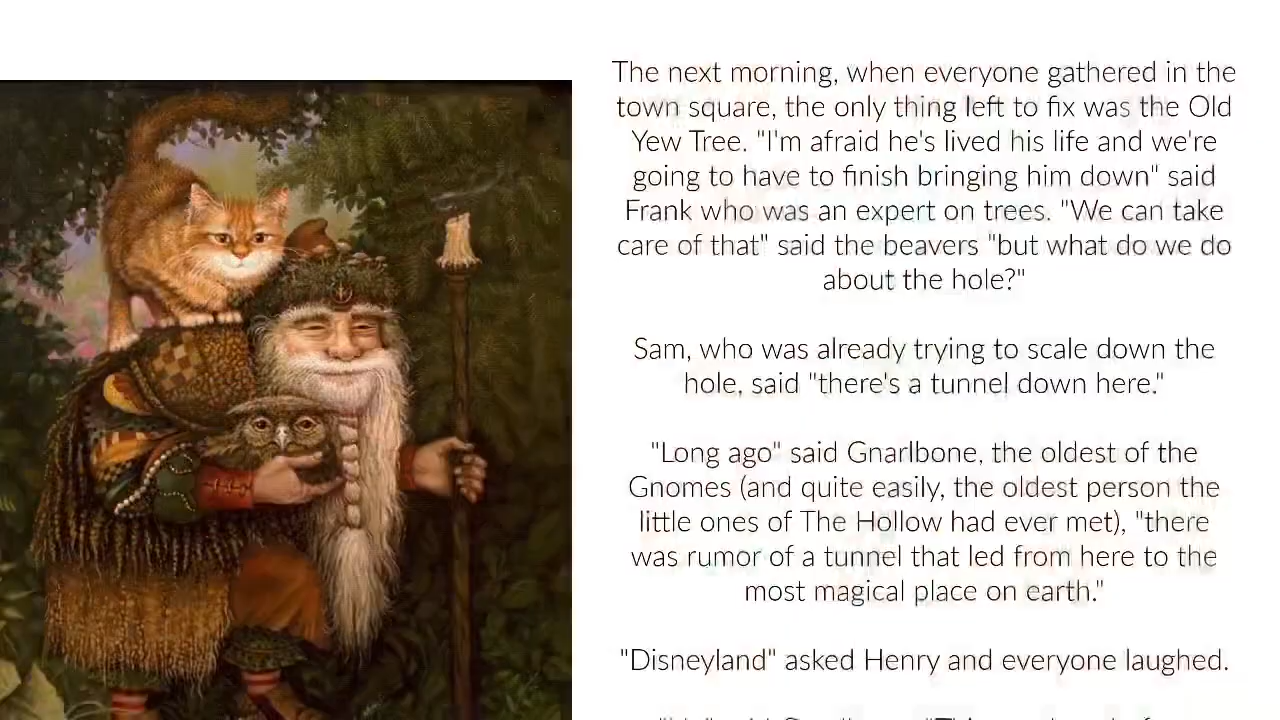 The next morning, when everyone gathered in the
town square, the only thing left to fix was the Old
Yew Tree. "I'm afraid he's lived his life and we're
going to have to finish bringing him down" said
Frank who was an expert on trees. "We can take
care of that" said the beavers "but what do we do
about the hole?"
Sam, who was already trying to scale down the
hole, said "there's a tunnel down here."
"Long ago" said Gnarlbone, the oldest of the
Gnomes (and quite easily, the oldest person the
little ones of The Hollow had ever met), "there
was rumor of a tunnel that led from here to the
most magical place on earth."
"Disneyland" asked Henry and everyone laughed.